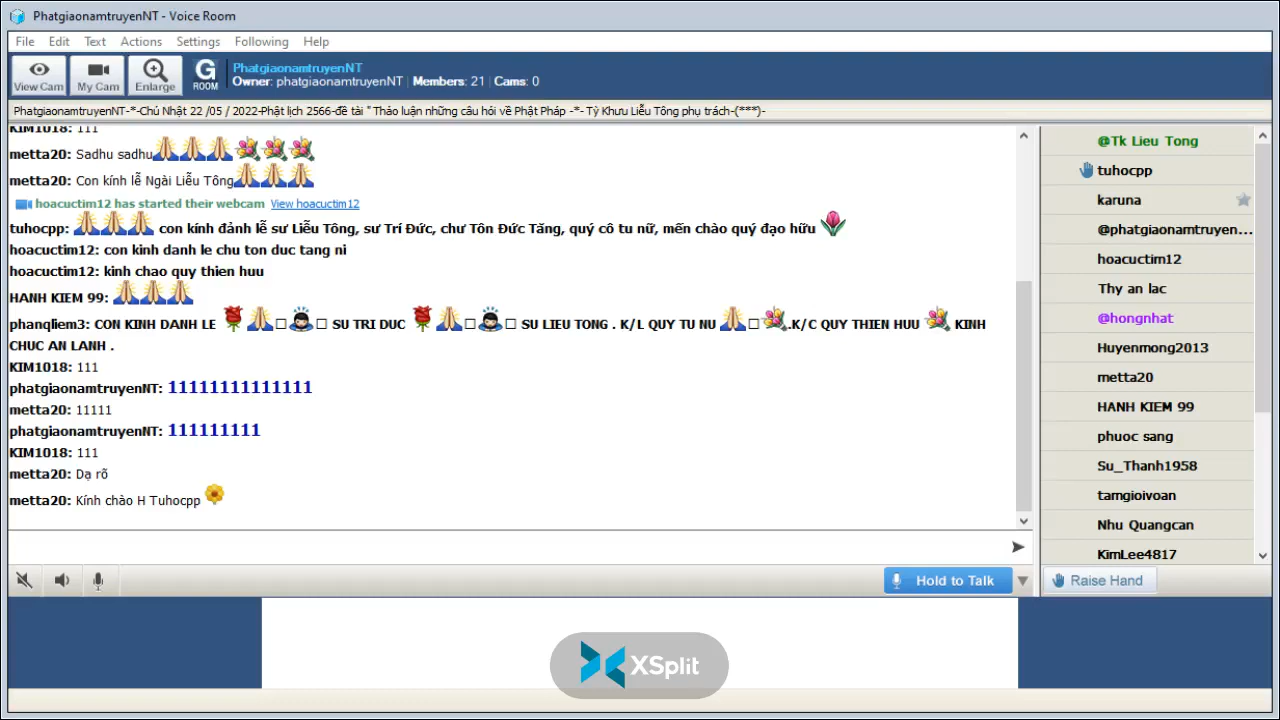 PhatgiaonamtruyenNT - Voice Room
File Edit Text Actions Settings Following Help
View Cam My Cam Enlarge G ROOM
PhatgiaonamtruyenNT
Owner: phatgiaonamtruyenNT Members: 21 Cams: 0
PhatgiaonamtruyenNT-*-Chủ Nhật 22 /05 / 2022-Phật lịch 2566-đề tài " Thảo luận những câu hỏi về Phật Pháp -*- Tỳ Khưu Liễu Tông phụ trách-(***)-
KIM1018: 111
metta20: Sadhu sadhu
metta20: Con kính lễ Ngài Liễu Tông
hoacuctim12 has started their webcam View hoacuctim12
tuhocpp: con kính đảnh lễ sư Liễu Tông, sư Trí Đức, chư Tôn Đức Tăng, quý cô tu nữ, mến chào quý đạo hữu
hoacuctim12: con kinh danh le chu ton duc tang ni
hoacuctim12: kinh chao quy thien huu
HANH KIEM 99:
phanqliem3: CON KINH DANH LE SU TRI DUC SU LIEU TONG . K/L QUY TU NU .K/C QUY THIEN HUU KINH
CHUC AN LANH .
KIM1018: 111
phatgiaonamtruyenNT: 11111111111111
metta20: 11111
phatgiaonamtruyenNT: 111111111
KIM1018: 111
metta20: Dạ rõ
metta20: Kính chào H Tuhocpp
Hold to Talk
@Tk Lieu Tong
tuhocpp
karuna
@phatgiaonamtruyen...
hoacuctim12
Thy an lac
@hongnhat
Huyenmong2013
metta20
HANH KIEM 99
phuoc sang
Su_Thanh1958
tamgioivoan
Nhu Quangcan
KimLee4817
Raise Hand
XSplit